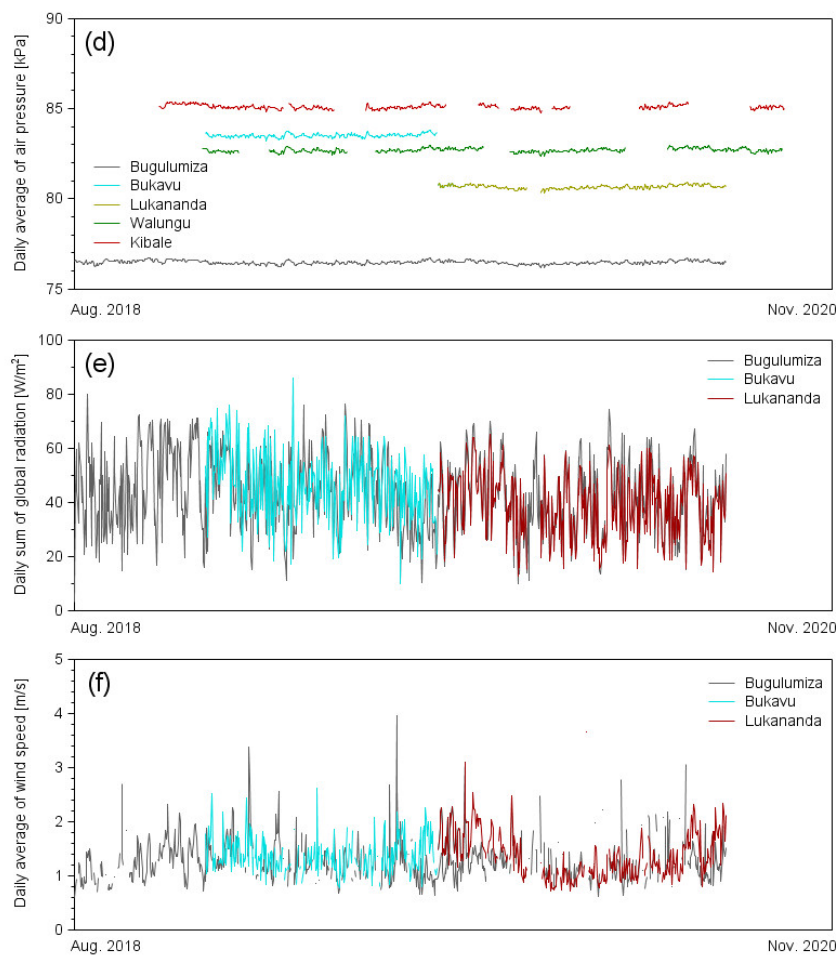 (d)
Daily average of air pressure [kPa]
90
85
80
75
Bugulumiza
Bukavu
Lukananda
Walungu
Kibale
Aug. 2018
Nov. 2020
(e)
Daily sum of global radiation [W/m²]
100
80
60
40
20
0
Bugulumiza
Bukavu
Lukananda
Aug. 2018
Nov. 2020
(f)
Daily average of wind speed [m/s]
5
4
3
2
1
0
Bugulumiza
Bukavu
Lukananda
Aug. 2018
Nov. 2020